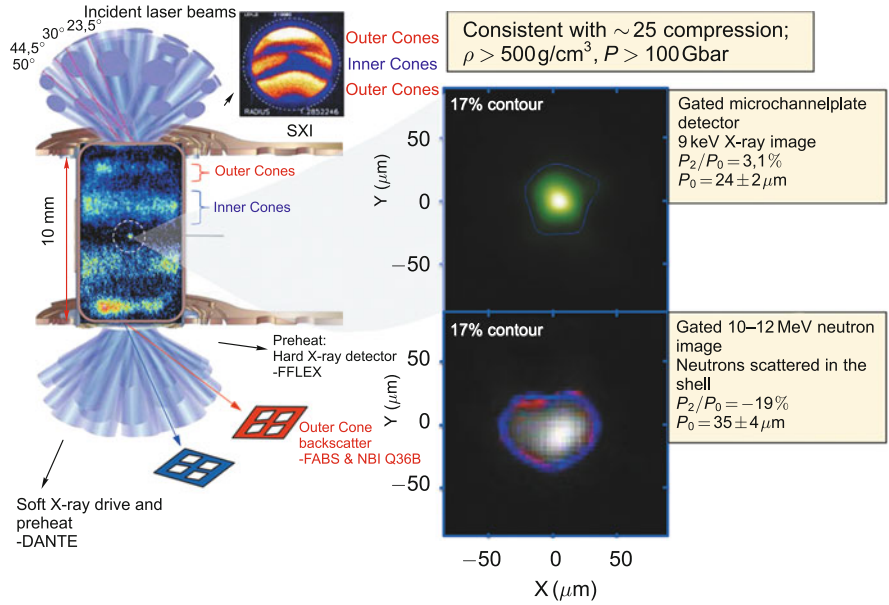 Incident laser beams
23,5°
30°
44,5°
50°
RADIUS 1.2852246
SXI
Outer Cones
Inner Cones
Outer Cones
Outer Cones
Inner Cones
10 mm
Preheat:
Hard X-ray detector
-FFLEX
Outer Cone
backscatter
-FABS & NBI Q36B
Soft X-ray drive and
preheat
-DANTE
Consistent with ∼ 25 compression;
ρ > 500 g/cm³, P > 100 Gbar
17% contour
50
0
−50
Y (μm)
Gated microchannelplate
detector
9 keV X-ray image
P₂/P₀ = 3,1 %
P₀ = 24 ± 2 μm
17% contour
50
0
−50
Y (μm)
−50
0
50
X (μm)
Gated 10–12 MeV neutron
image
Neutrons scattered in the
shell
P₂/P₀ = −19 %
P₀ = 35 ± 4 μm